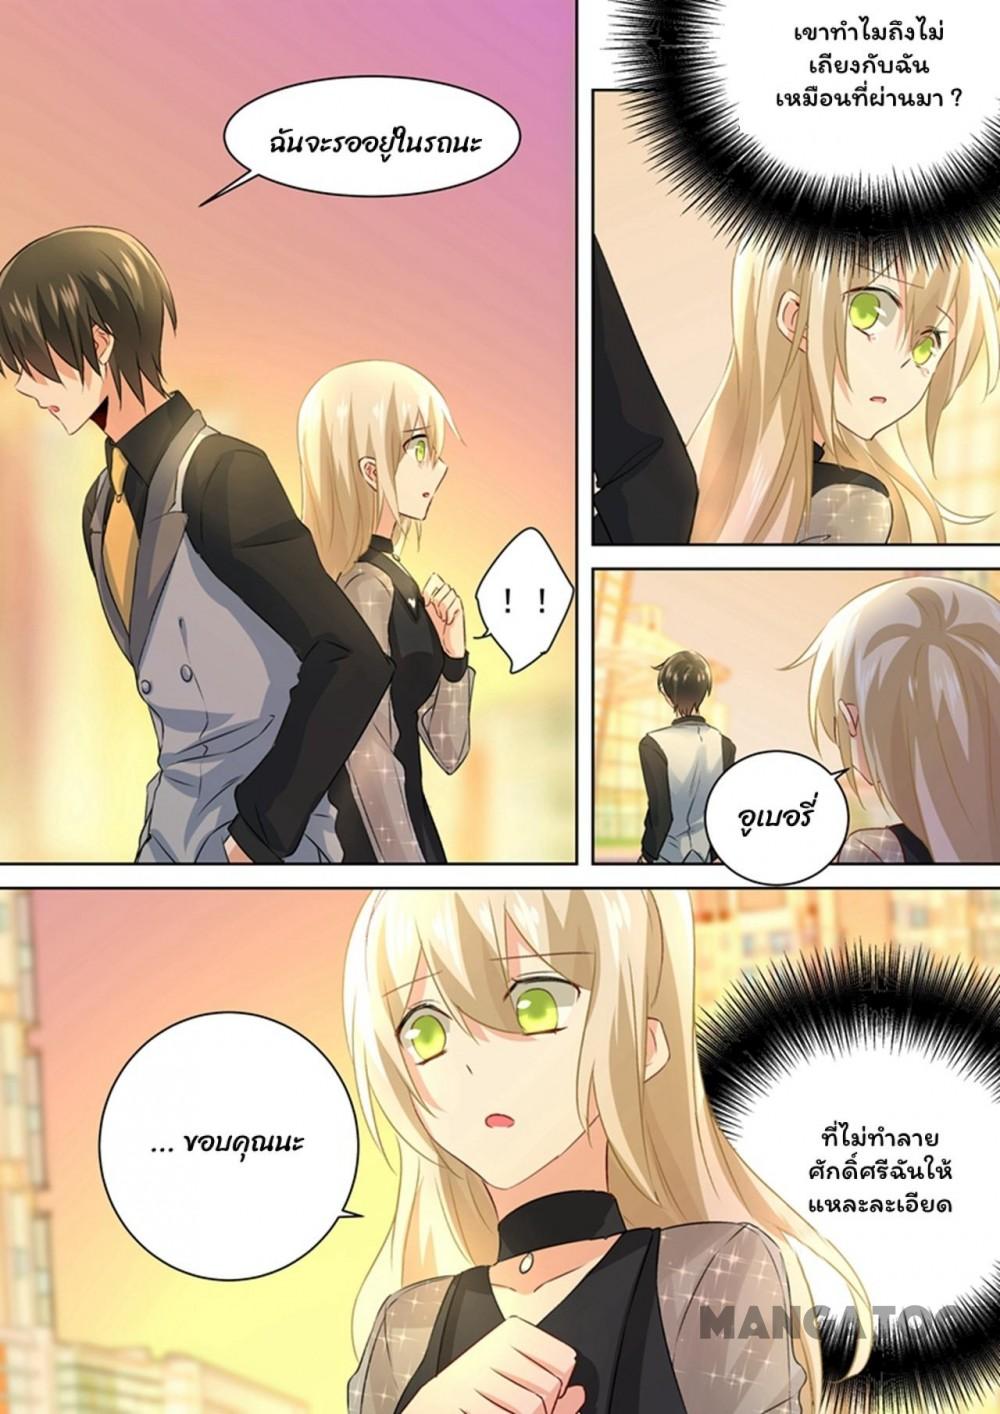 ฉันจะรออยู่ในรถนะ
! !
เขาทำไมถึงไม่
เถียงกับฉัน
เหมือนที่ผ่านมา ?
อูเบอรี่
... ขอบคุณนะ
ที่ไม่ทำลาย
ศักดิ์ศรีฉันให้
แหละละเอียด
MANGATOON